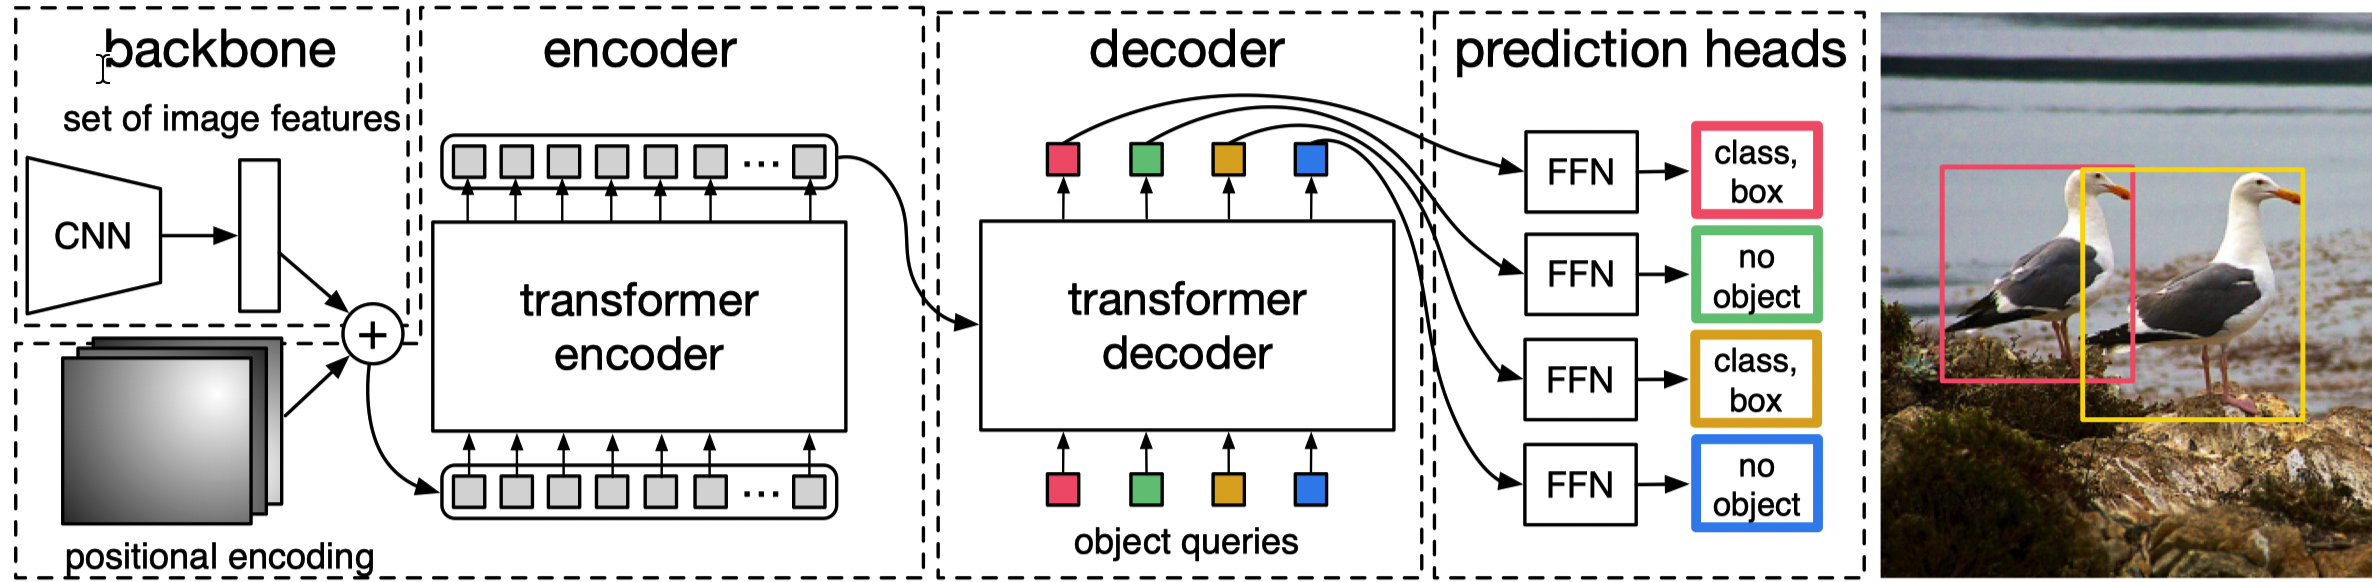 backbone
set of image features
CNN
+
positional encoding
encoder
...
transformer
encoder
...
decoder
transformer
decoder
object queries
prediction heads
FFN
class,
box
FFN
no
object
FFN
class,
box
FFN
no
object